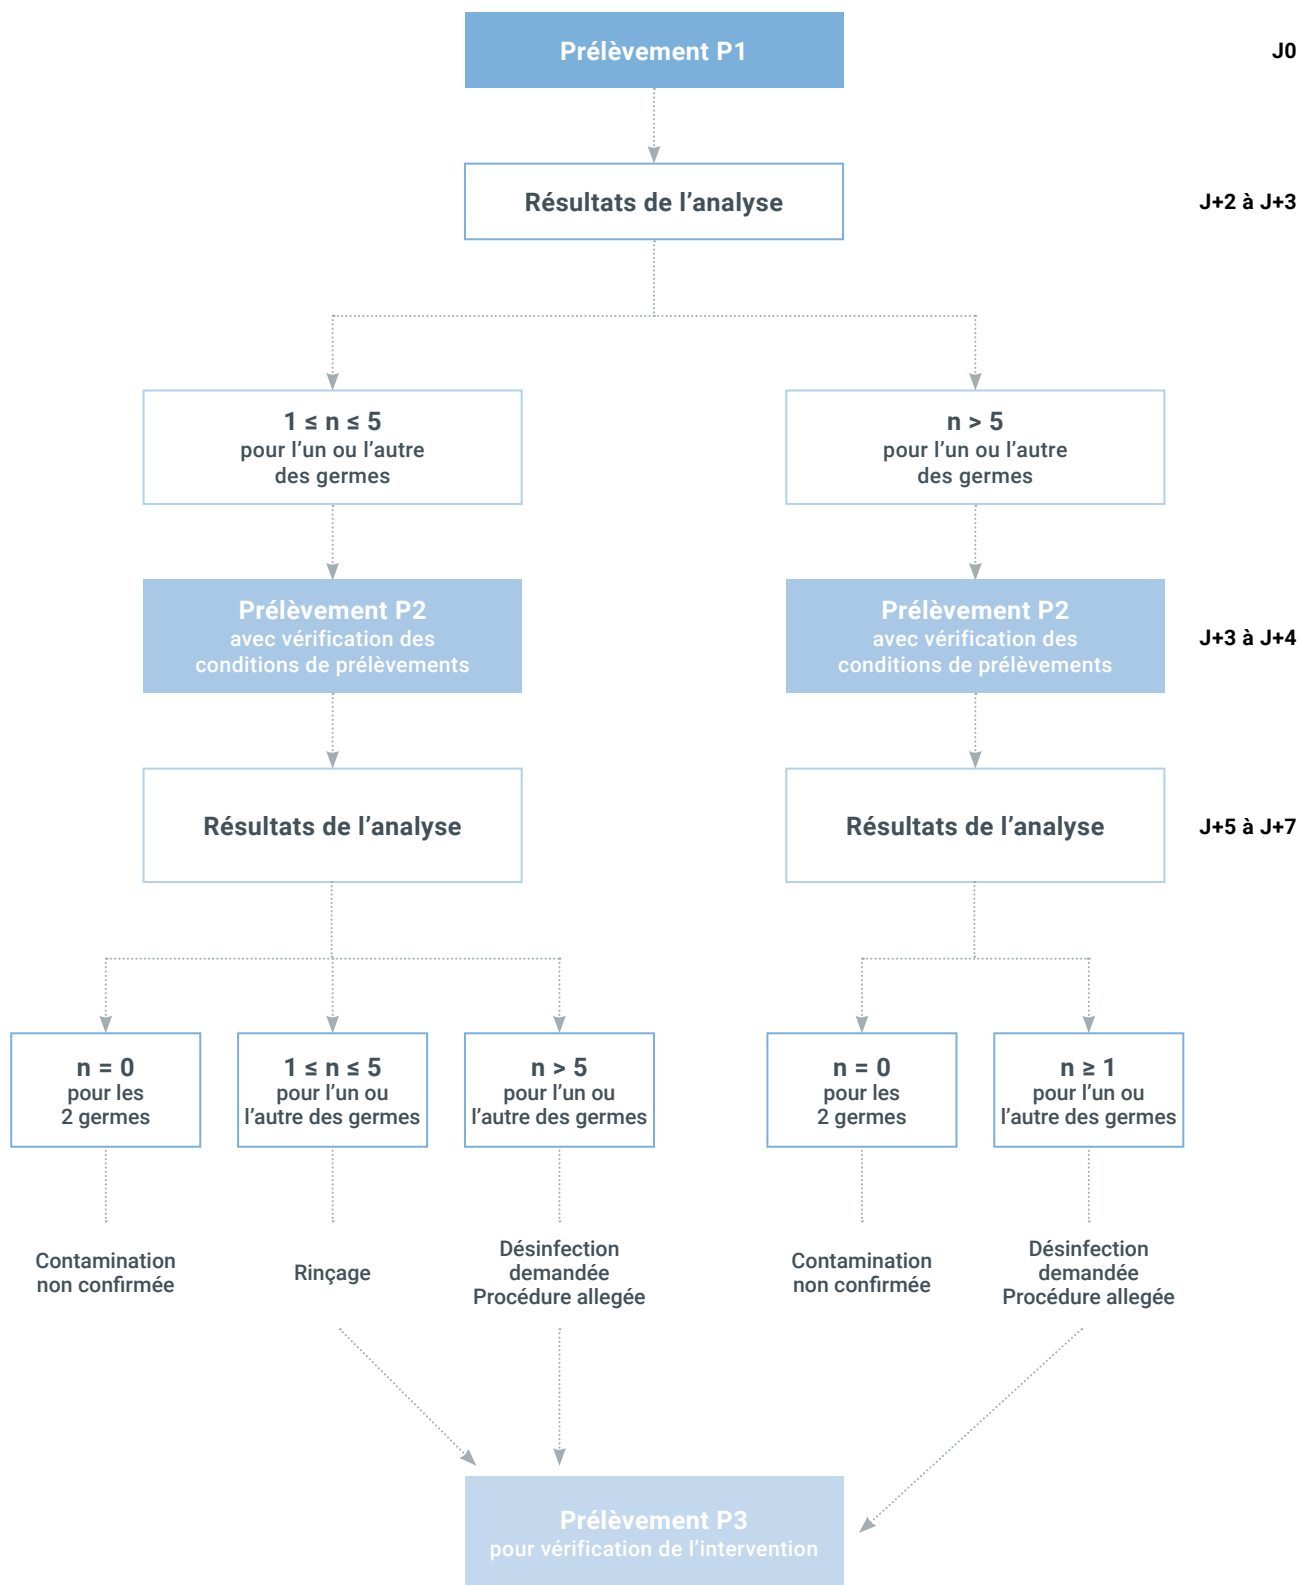 Prélèvement P1
J0
Résultats de l’analyse
J+2 à J+3
1 ≤ n ≤ 5
pour l’un ou l’autre
des germes
n > 5
pour l’un ou l’autre
des germes
Prélèvement P2
avec vérification des
conditions de prélèvements
Prélèvement P2
avec vérification des
conditions de prélèvements
J+3 à J+4
Résultats de l’analyse
Résultats de l’analyse
J+5 à J+7
n = 0
pour les
2 germes
1 ≤ n ≤ 5
pour l’un ou
l’autre des germes
n > 5
pour l’un ou
l’autre des germes
n = 0
pour les
2 germes
n ≥ 1
pour l’un ou
l’autre des germes
Contamination
non confirmée
Rinçage
Désinfection
demandée
Procédure allegée
Contamination
non confirmée
Désinfection
demandée
Procédure allegée
Prélèvement P3
pour vérification de l’intervention